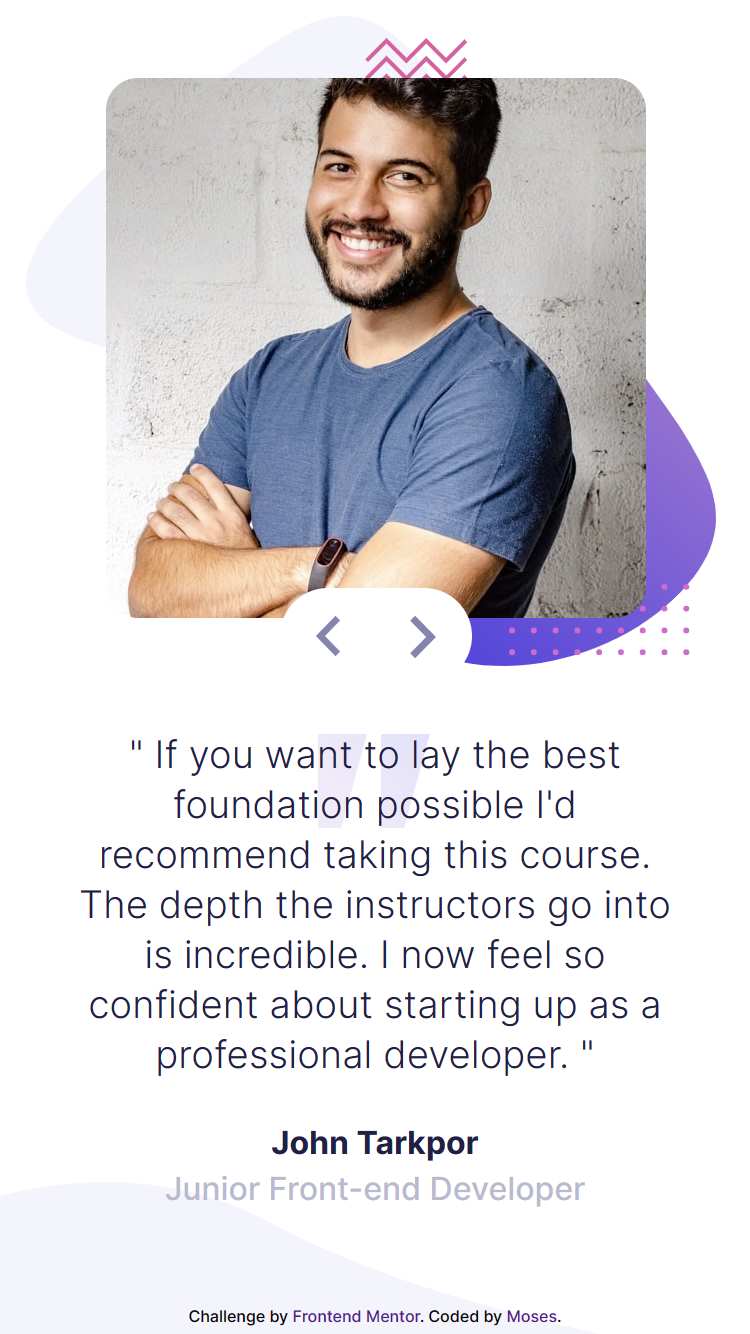 " If you want to lay the best
foundation possible I'd
recommend taking this course.
The depth the instructors go into
is incredible. I now feel so
confident about starting up as a
professional developer. "
John Tarkpor
Junior Front-end Developer
Challenge by Frontend Mentor. Coded by Moses.